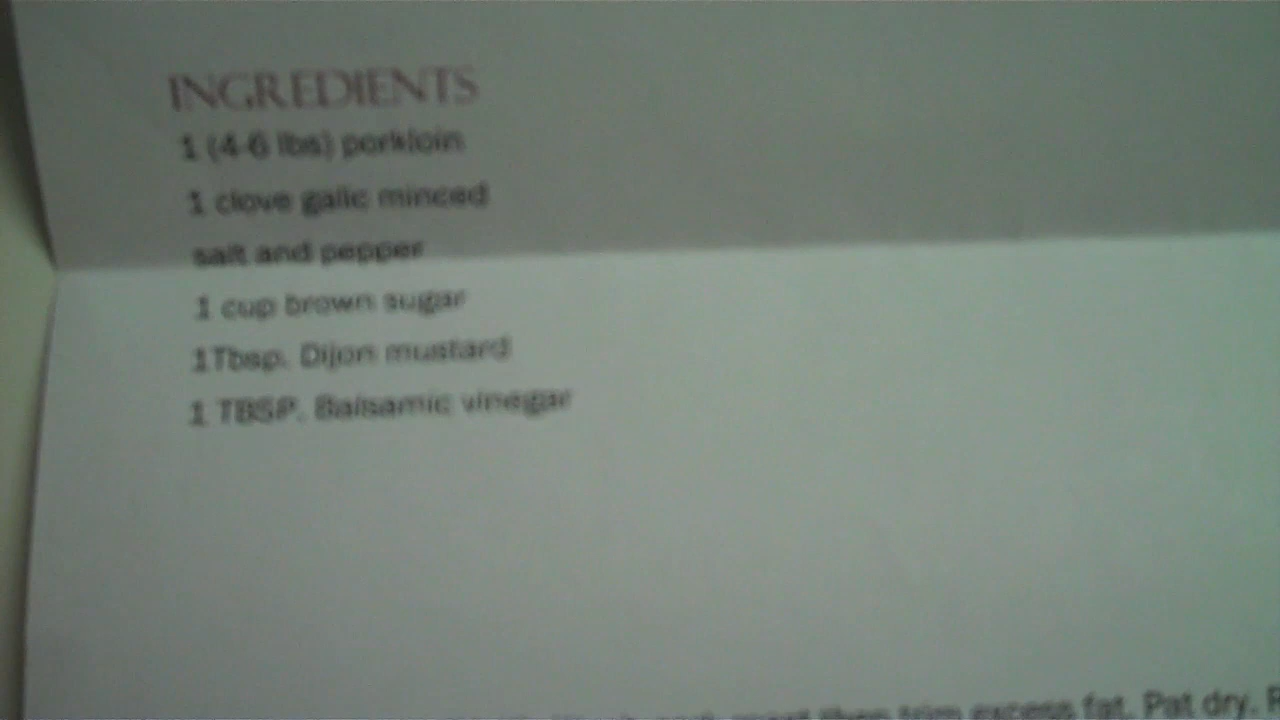 INGREDIENTS
1 (4-6 lbs) porkloin
1 clove galic minced
salt and pepper
1 cup brown sugar
1Tbsp. Dijon mustard
1 TBSP. Balsamic vinegar
then trim excess fat. Pat dry.